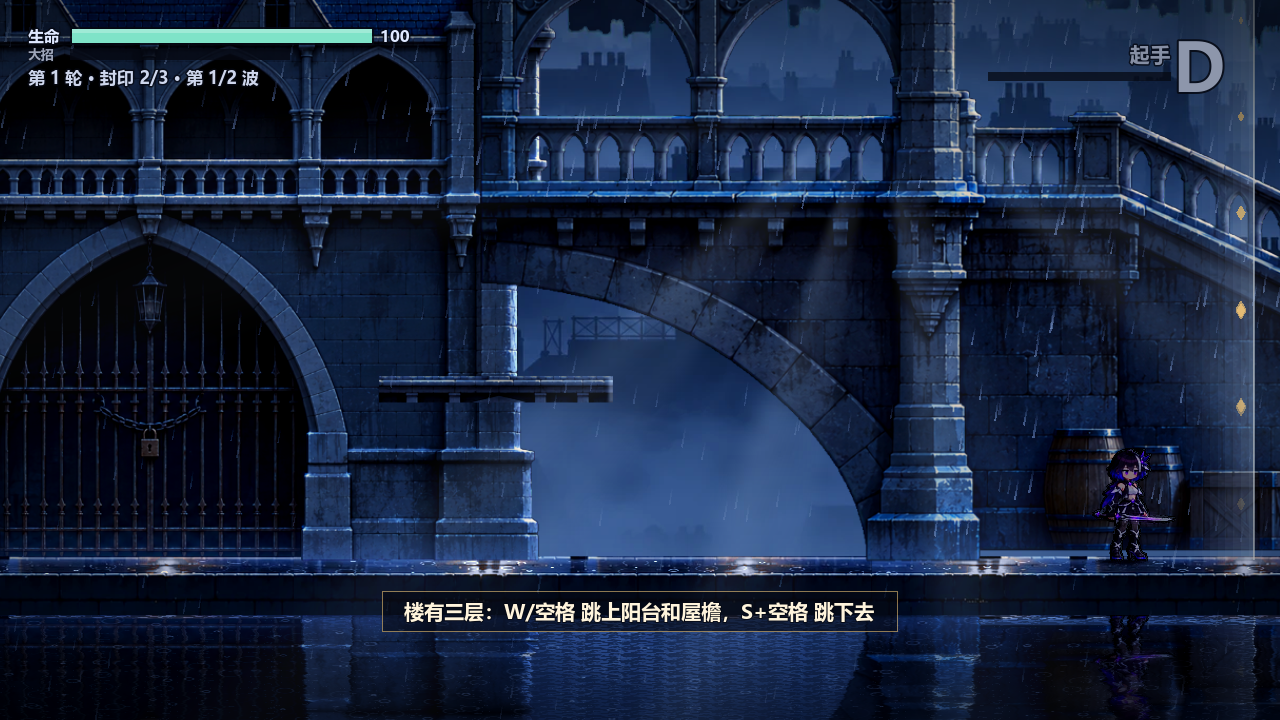 生命 100
大招
第 1 轮 · 封印 2/3 · 第 1/2 波
起手 D
楼有三层：W/空格 跳上阳台和屋檐，S+空格 跳下去